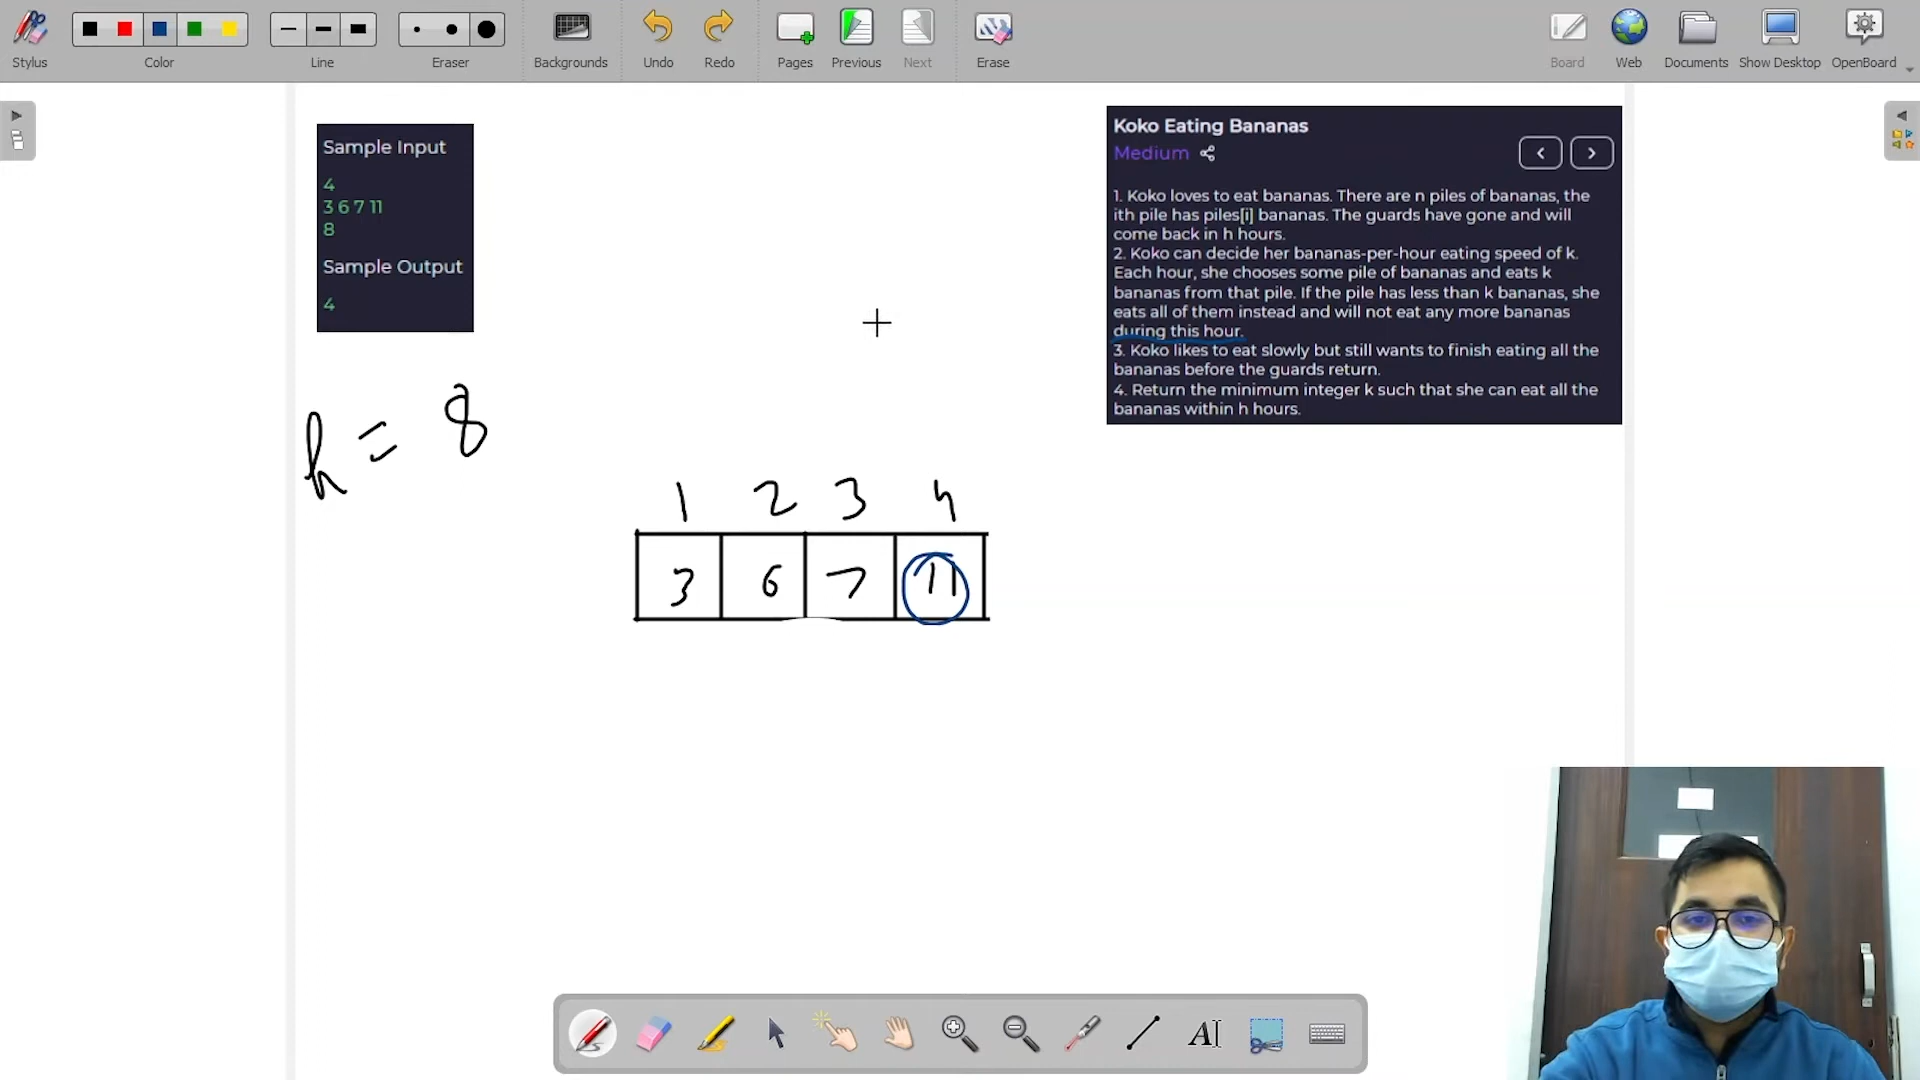 Stylus
Color
Line
Eraser
Backgrounds
Undo
Redo
Pages
Previous
Next
Erase
Board
Web
Documents
Show Desktop
OpenBoard
Sample Input
4
3 6 7 11
8
Sample Output
4
Koko Eating Bananas
Medium
1. Koko loves to eat bananas. There are n piles of bananas, the
ith pile has piles[i] bananas. The guards have gone and will
come back in h hours.
2. Koko can decide her bananas-per-hour eating speed of k.
Each hour, she chooses some pile of bananas and eats k
bananas from that pile. If the pile has less than k bananas, she
eats all of them instead and will not eat any more bananas
during this hour.
3. Koko likes to eat slowly but still wants to finish eating all the
bananas before the guards return.
4. Return the minimum integer k such that she can eat all the
bananas within h hours.
h = 8
1 2 3 4
3 6 7 11
AI